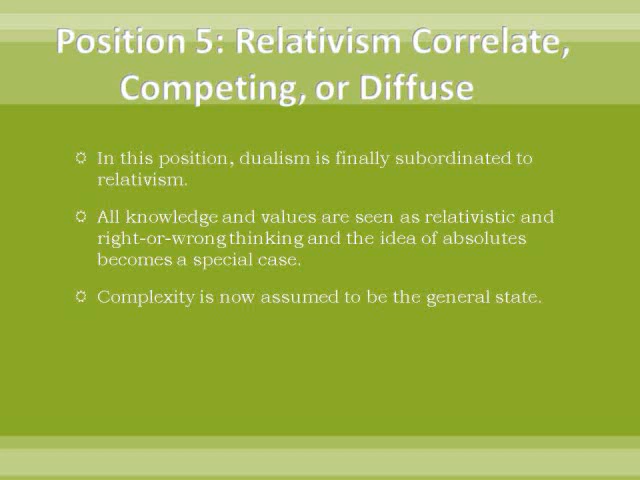 Position 5: Relativism Correlate,
Competing, or Diffuse
In this position, dualism is finally subordinated to
relativism.
All knowledge and values are seen as relativistic and
right-or-wrong thinking and the idea of absolutes
becomes a special case.
Complexity is now assumed to be the general state.